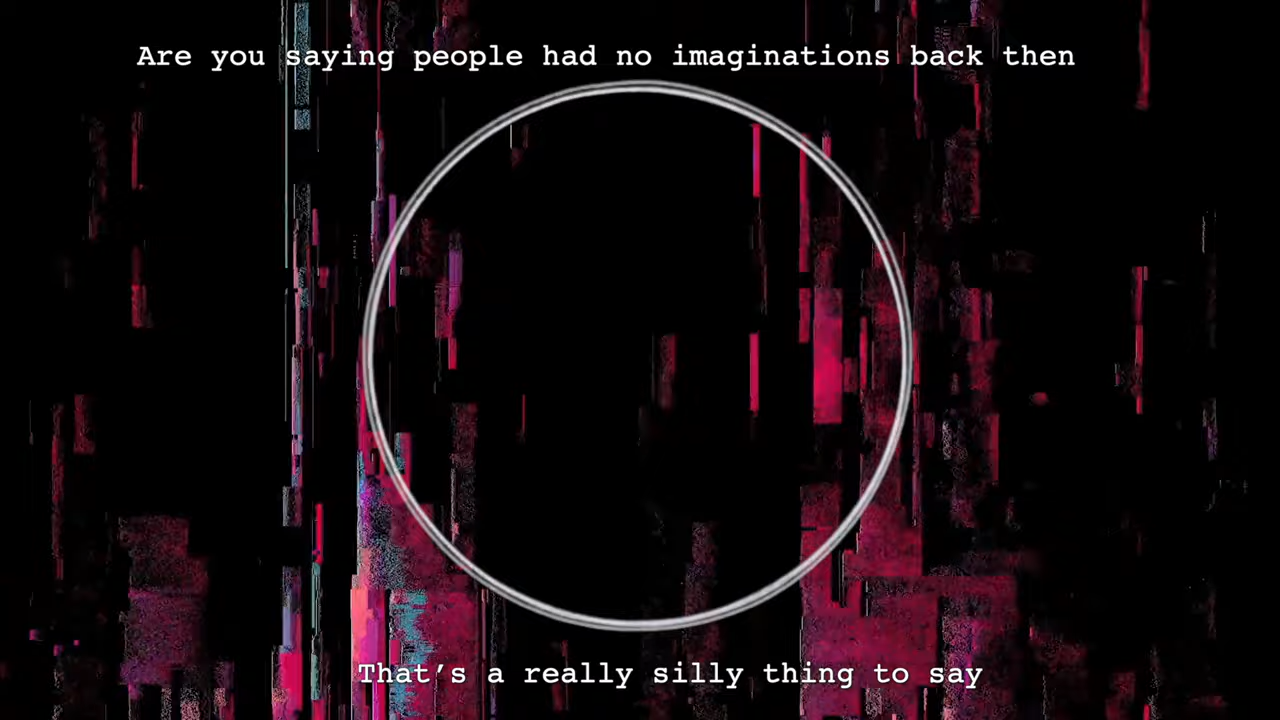 Are you saying people had no imaginations back then
That's a really silly thing to say